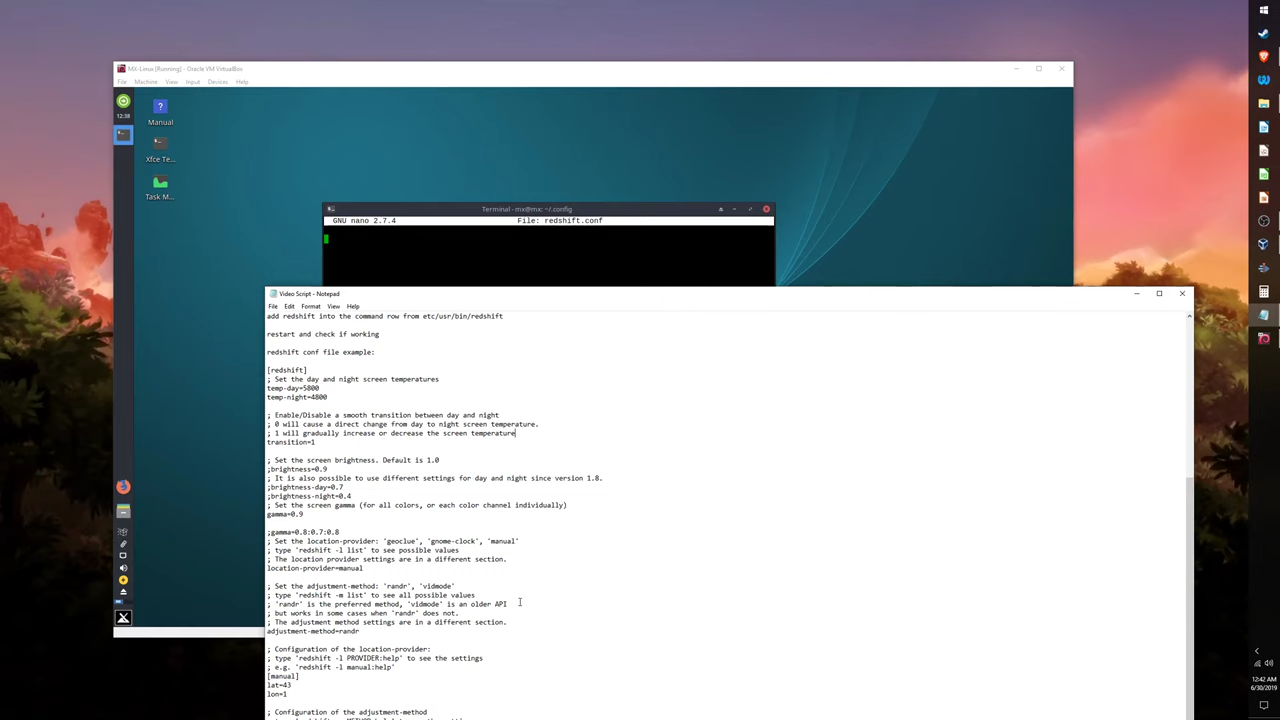 MX-Linux [Running] - Oracle VM VirtualBox
File Machine View Input Devices Help
12:38
Manual
Xfce Te...
Task M...
Terminal - mx@mx: ~/.config
GNU nano 2.7.4 File: redshift.conf
Video Script - Notepad
File Edit Format View Help
add redshift into the command row from etc/usr/bin/redshift
restart and check if working
redshift conf file example:
[redshift]
; Set the day and night screen temperatures
temp-day=5800
temp-night=4800
; Enable/Disable a smooth transition between day and night
; 0 will cause a direct change from day to night screen temperature.
; 1 will gradually increase or decrease the screen temperature
transition=1
; Set the screen brightness. Default is 1.0
;brightness=0.9
; It is also possible to use different settings for day and night since version 1.8.
;brightness-day=0.7
;brightness-night=0.4
; Set the screen gamma (for all colors, or each color channel individually)
gamma=0.9
;gamma=0.8:0.7:0.8
; Set the location-provider: 'geoclue', 'gnome-clock', 'manual'
; type 'redshift -l list' to see possible values
; The location provider settings are in a different section.
location-provider=manual
; Set the adjustment-method: 'randr', 'vidmode'
; type 'redshift -m list' to see all possible values
; 'randr' is the preferred method, 'vidmode' is an older API
; but works in some cases when 'randr' does not.
; The adjustment method settings are in a different section.
adjustment-method=randr
; Configuration of the location-provider:
; type 'redshift -l PROVIDER:help' to see the settings
; e.g. 'redshift -l manual:help'
[manual]
lat=43
lon=1
; Configuration of the adjustment-method
12:42 AM
6/30/2019